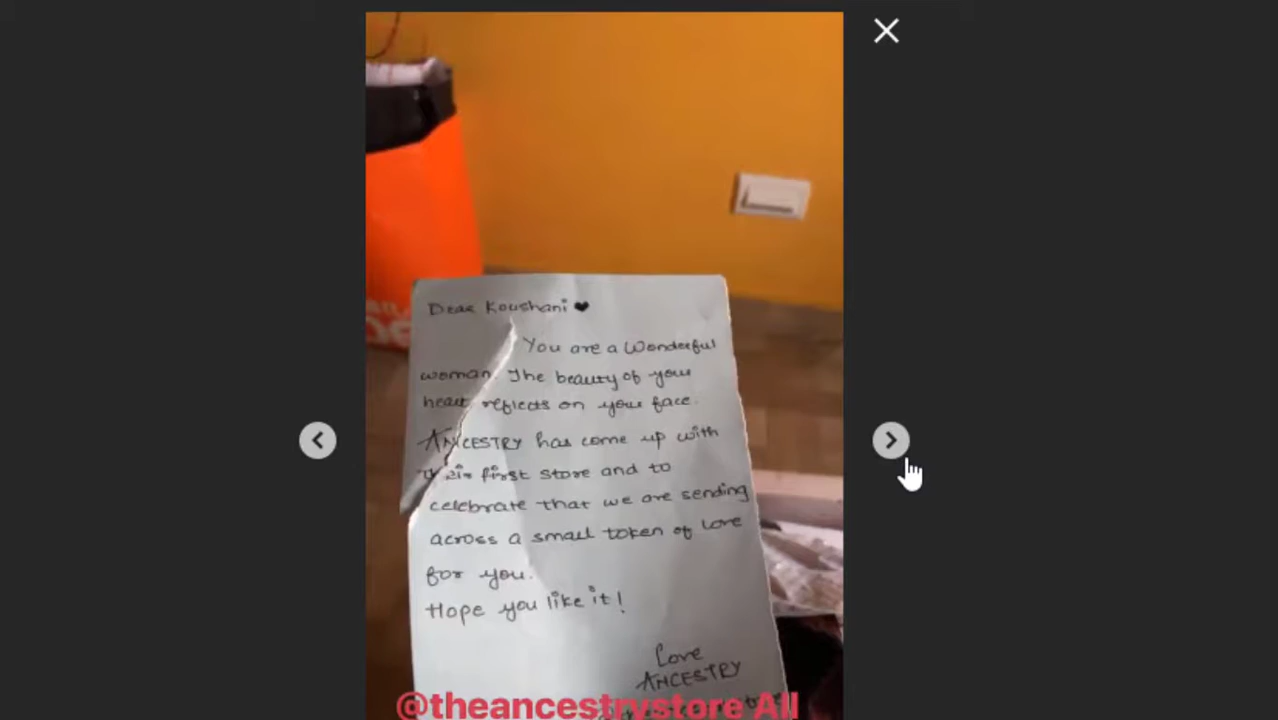 Dear Koushani ❤
You are a Wonderful
woman. The beauty of your
heart reflects on your face.
ANCESTRY has come up with
their first store and to
celebrate that we are sending
across a small token of love
for you.
Hope you like it!
Love
ANCESTRY
@theancestrystore All